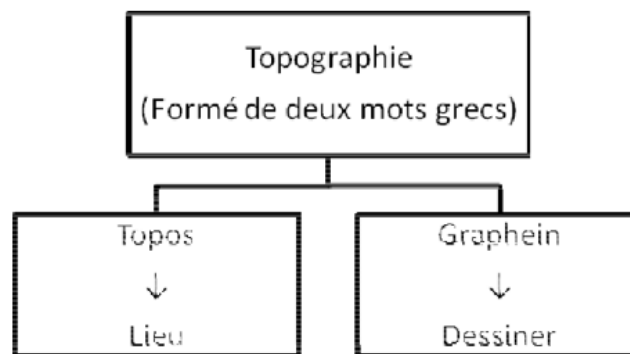 Topographie
(Formé de deux mots grecs)
Topos
↓
Lieu
Graphein
↓
Dessiner